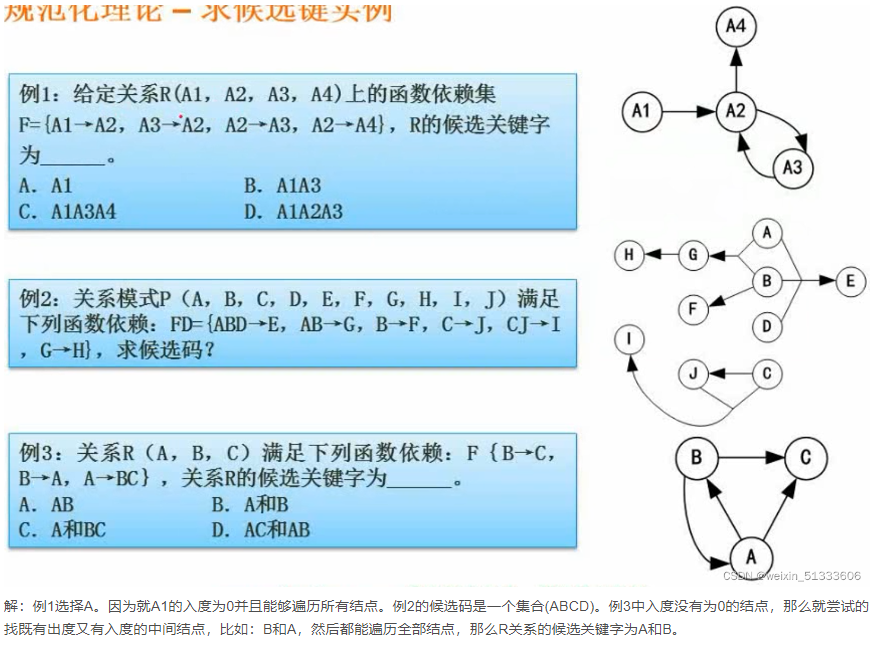 规范化理论 – 求候选键实例
例1：给定关系R(A1，A2，A3，A4)上的函数依赖集
F={A1→A2，A3→A2，A2→A3，A2→A4}，R的候选关键字
为______。
A. A1
B. A1A3
C. A1A3A4
D. A1A2A3
A4
A1
A2
A3
例2：关系模式P（A，B，C，D，E，F，G，H，I，J）满足
下列函数依赖：FD={ABD→E，AB→G，B→F，C→J，CJ→I
，G→H}，求候选码？
A
H
G
B
E
F
D
I
J
C
例3：关系R（A，B，C）满足下列函数依赖：F｛B→C，
B→A，A→BC｝，关系R的候选关键字为______。
A. AB
B. A和B
C. A和BC
D. AC和AB
B
C
A
CSDN @weixin_51333606
解：例1选择A。因为就A1的入度为0并且能够遍历所有结点。例2的候选码是一个集合(ABCD)。例3中入度没有为0的结点，那么就尝试的
找既有出度又有入度的中间结点，比如：B和A，然后都能遍历全部结点，那么R关系的候选关键字为A和B。